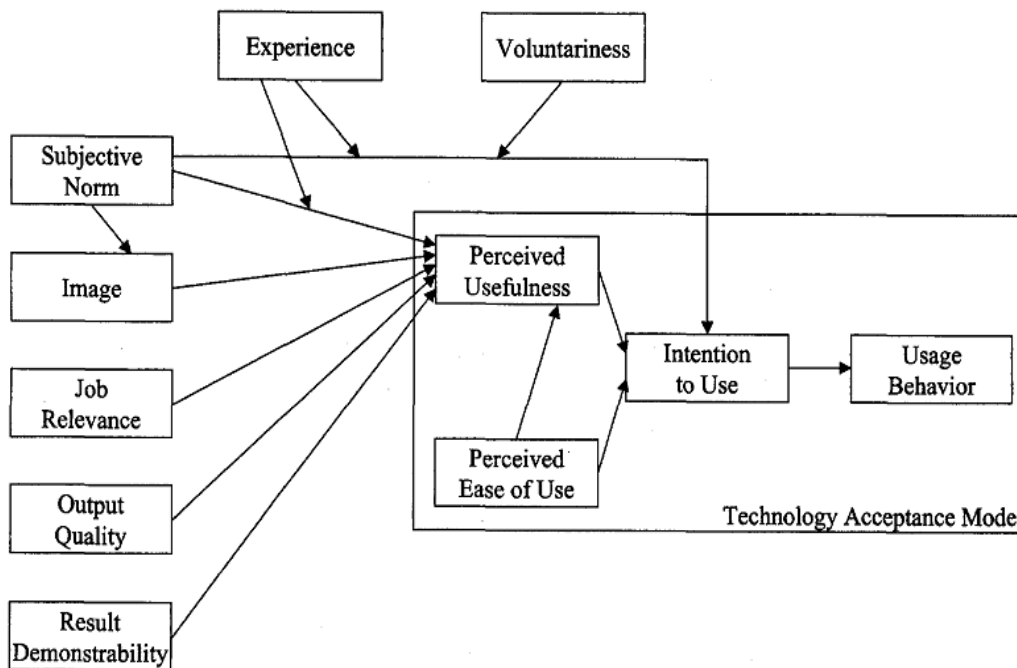 Experience
Voluntariness
Subjective
Norm
Image
Perceived
Usefulness
Job
Relevance
Intention
to Use
Usage
Behavior
Perceived
Ease of Use
Output
Quality
Technology Acceptance Mode
Result
Demonstrability